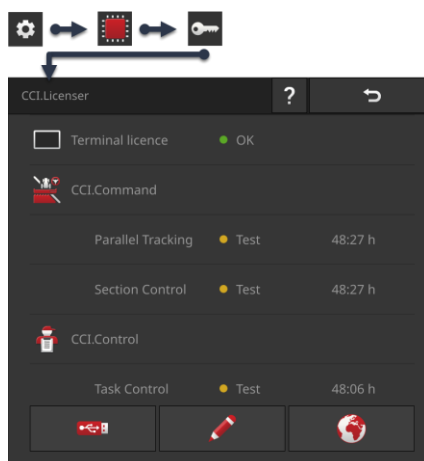 CCI.Licenser ?
Terminal licence OK
CCI.Command
Parallel Tracking Test 48:27 h
Section Control Test 48:27 h
CCI.Control
Task Control Test 48:06 h